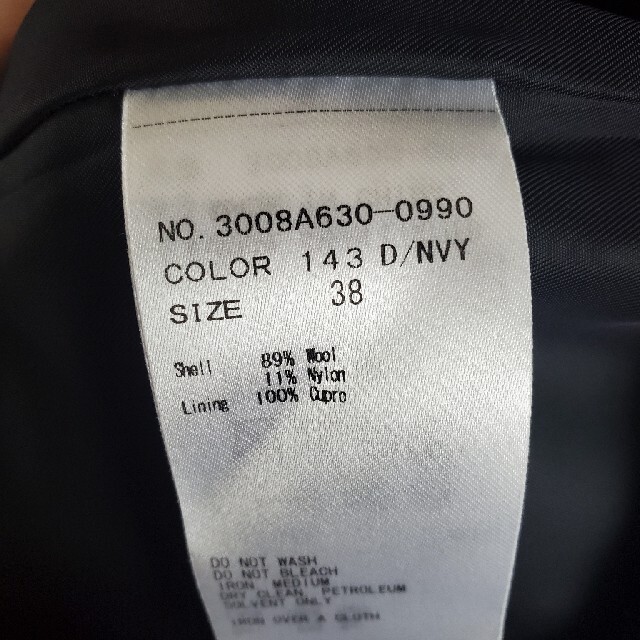 NO. 3008A630-0990
COLOR 143 D/NVY
SIZE 38
Shell 89% Wool
11% Nylon
Lining 100% Cupro
DO NOT WASH
DO NOT BLEACH
IRON MEDIUM
DRY CLEAN, PETROLEUM
SOLVENT ONLY
IRON OVER A CLOTH